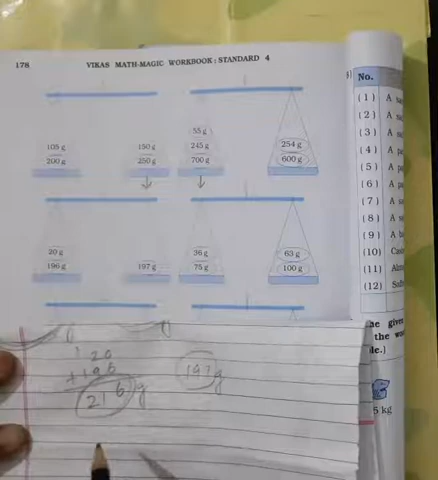 178
VIKAS MATH-MAGIC WORKBOOK : STANDARD 4
55 g
105 g 150 g 245 g 254 g
200 g 250 g 700 g 600 g
20 g 36 g 63 g
196 g 197 g 75 g 100 g
No.
(1) A
(2) A
(3) A
(4) A
(5) A
(6) A
(7) A
(8) A
(9) A
(10)
(11)
(12)
the
5 kg
1 20
+196
216 g
197 g